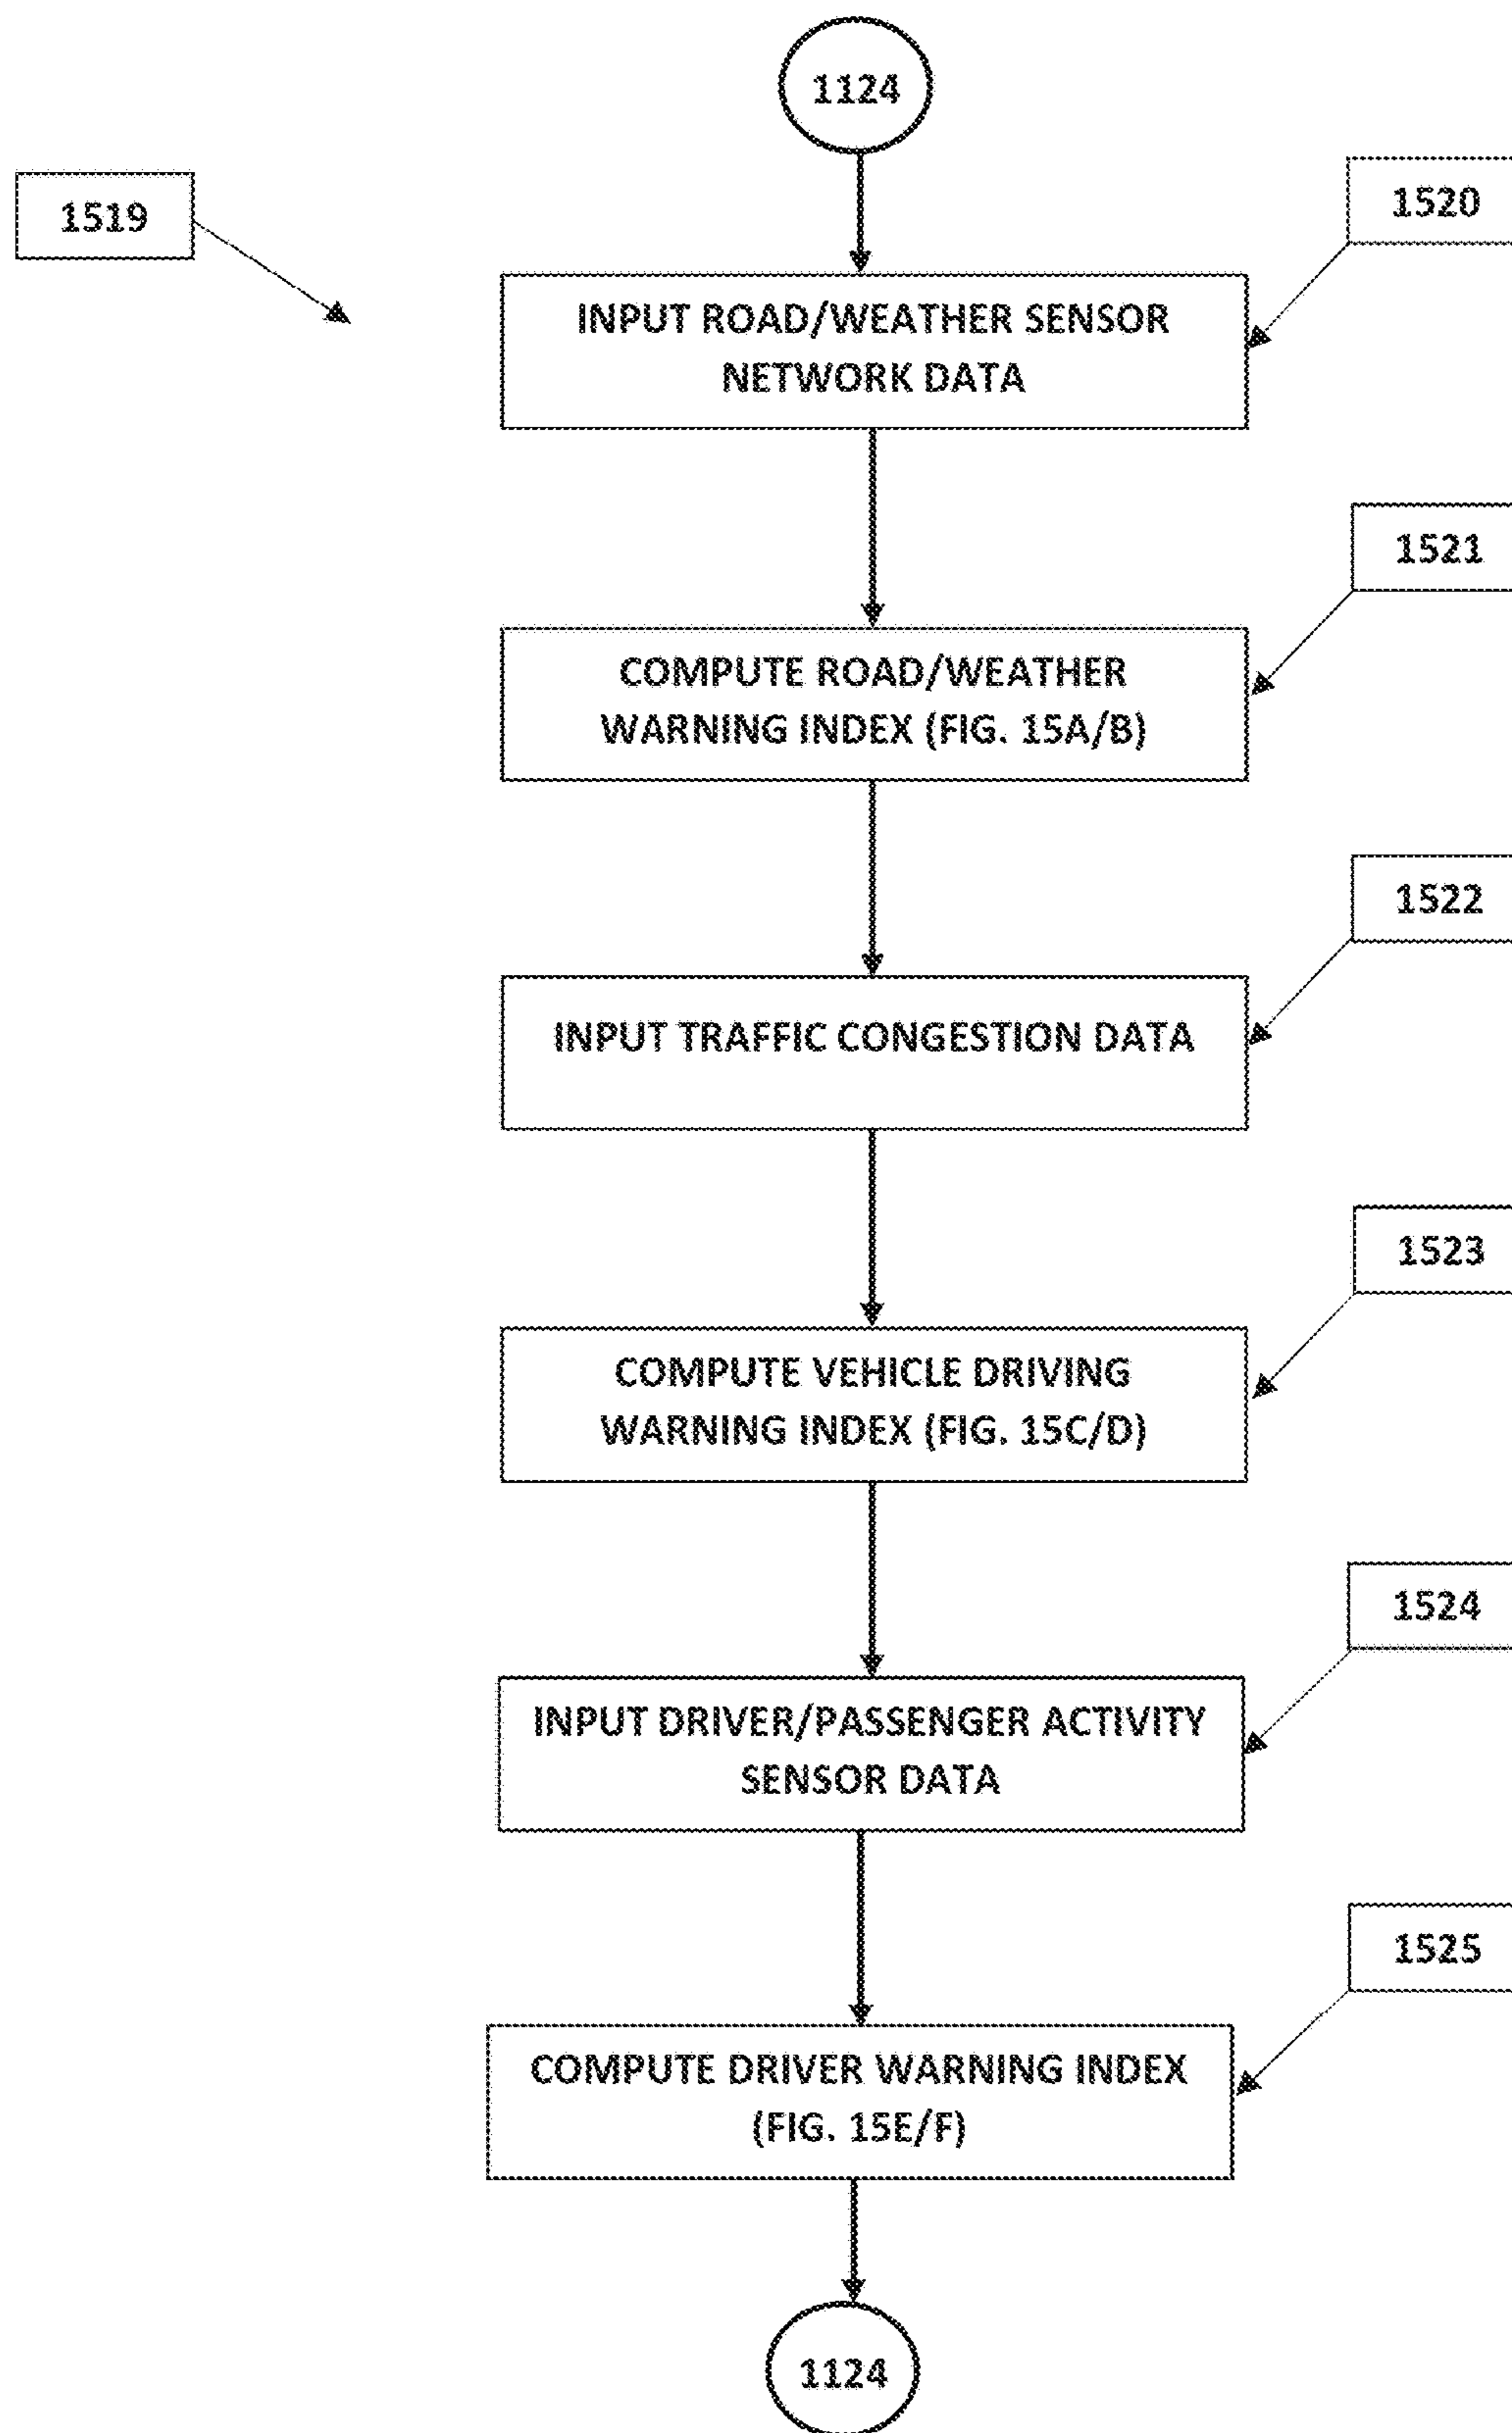 1124
1519
1520
INPUT ROAD/WEATHER SENSOR
NETWORK DATA
1521
COMPUTE ROAD/WEATHER
WARNING INDEX (FIG. 15A/B)
1522
INPUT TRAFFIC CONGESTION DATA
1523
COMPUTE VEHICLE DRIVING
WARNING INDEX (FIG. 15C/D)
1524
INPUT DRIVER/PASSENGER ACTIVITY
SENSOR DATA
1525
COMPUTE DRIVER WARNING INDEX
(FIG. 15E/F)
1124